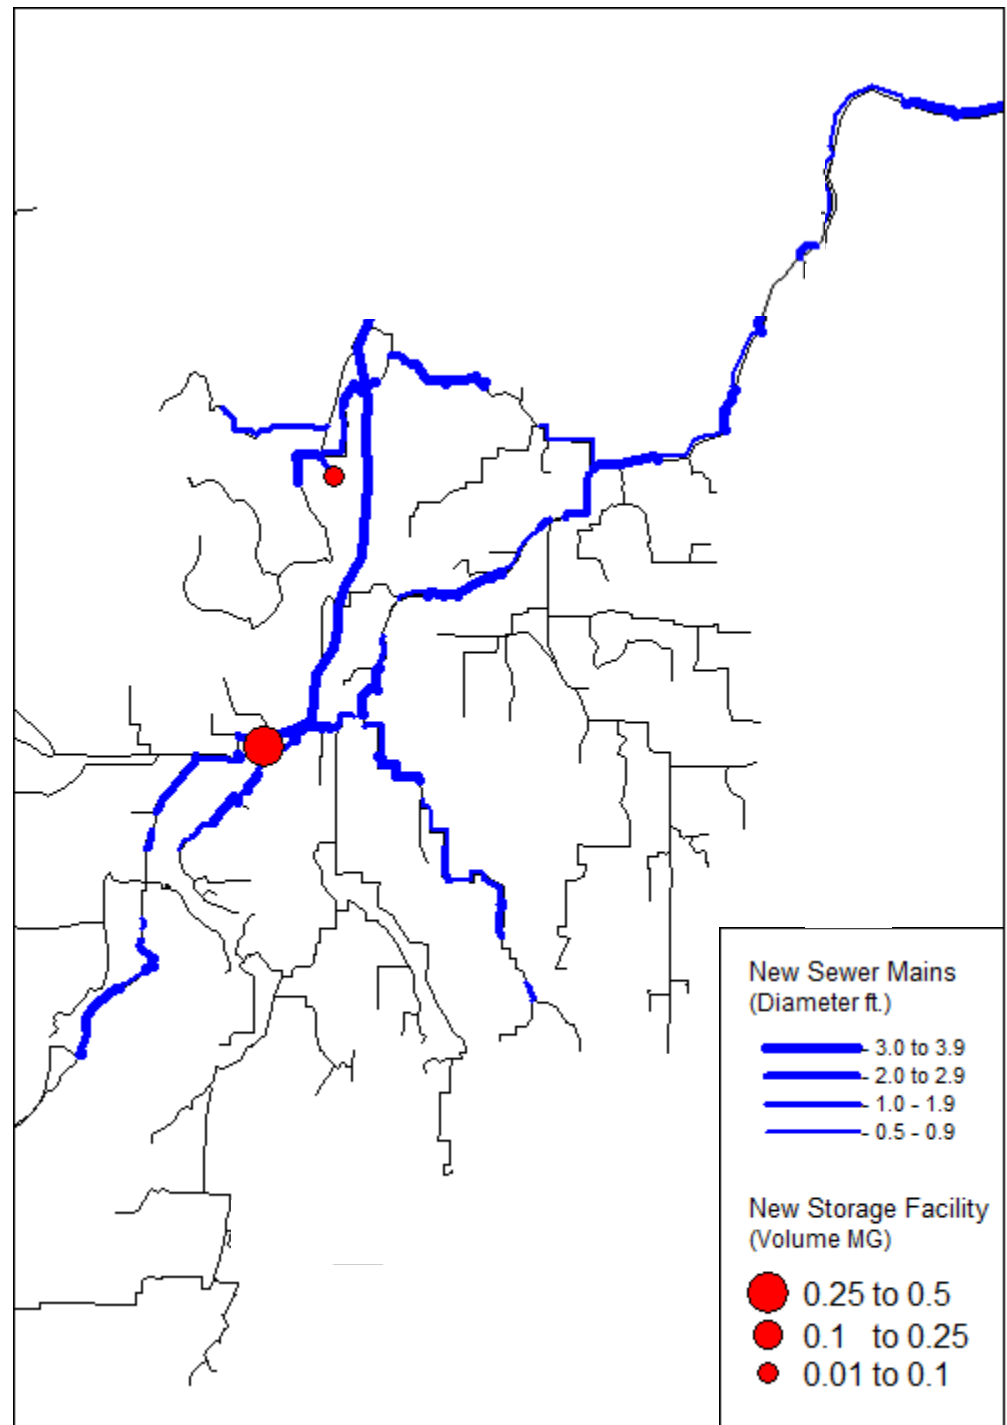 New Sewer Mains
(Diameter ft.)
- 3.0 to 3.9
- 2.0 to 2.9
- 1.0 - 1.9
- 0.5 - 0.9
New Storage Facility
(Volume MG)
0.25 to 0.5
0.1 to 0.25
0.01 to 0.1